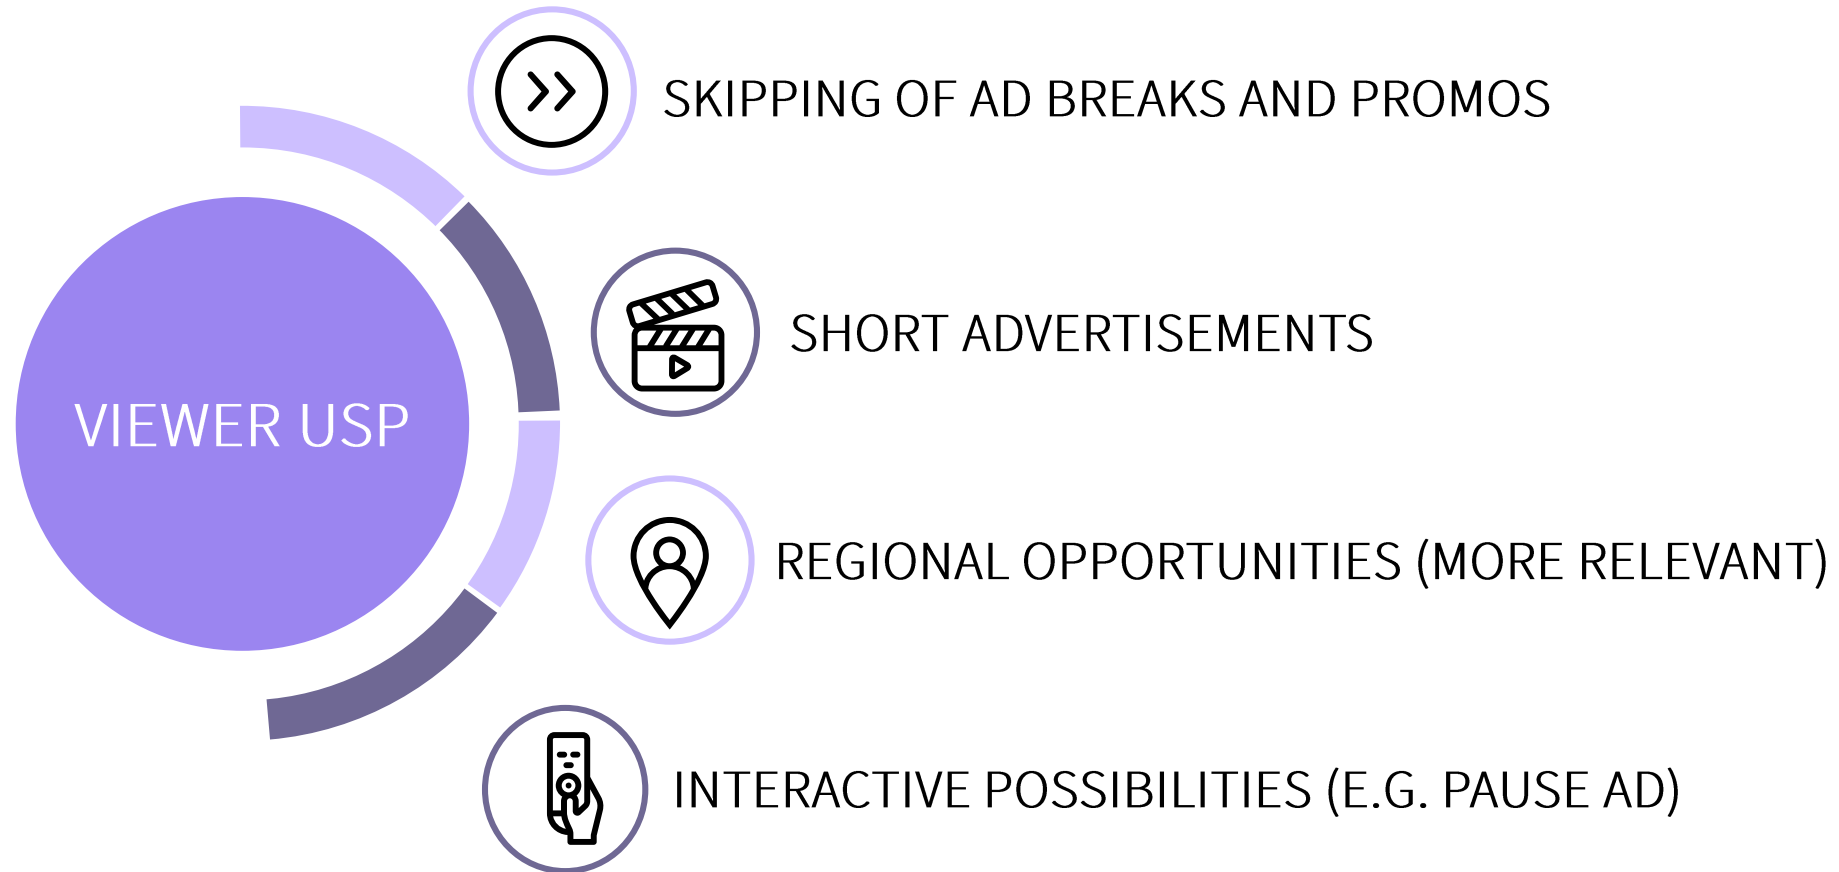 SKIPPING OF AD BREAKS AND PROMOS
SHORT ADVERTISEMENTS
VIEWER USP
REGIONAL OPPORTUNITIES (MORE RELEVANT)
INTERACTIVE POSSIBILITIES (E.G. PAUSE AD)